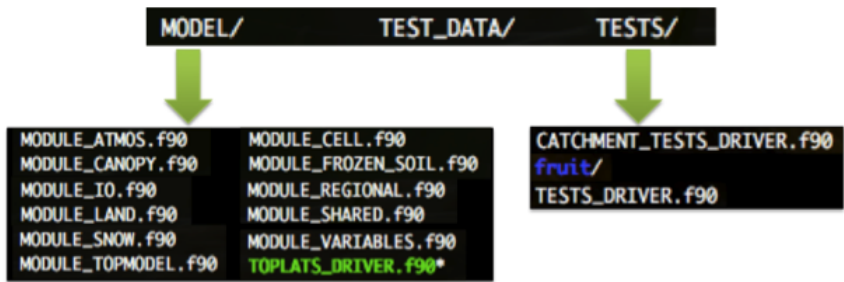 MODEL/ TEST_DATA/ TESTS/
MODULE_ATMOS.f90 MODULE_CELL.f90
MODULE_CANOPY.f90 MODULE_FROZEN_SOIL.f90
MODULE_IO.f90 MODULE_REGIONAL.f90
MODULE_LAND.f90 MODULE_SHARED.f90
MODULE_SNOW.f90 MODULE_VARIABLES.f90
MODULE_TOPMODEL.f90 TOPLATS_DRIVER.f90*
CATCHMENT_TESTS_DRIVER.f90
fruit/
TESTS_DRIVER.f90